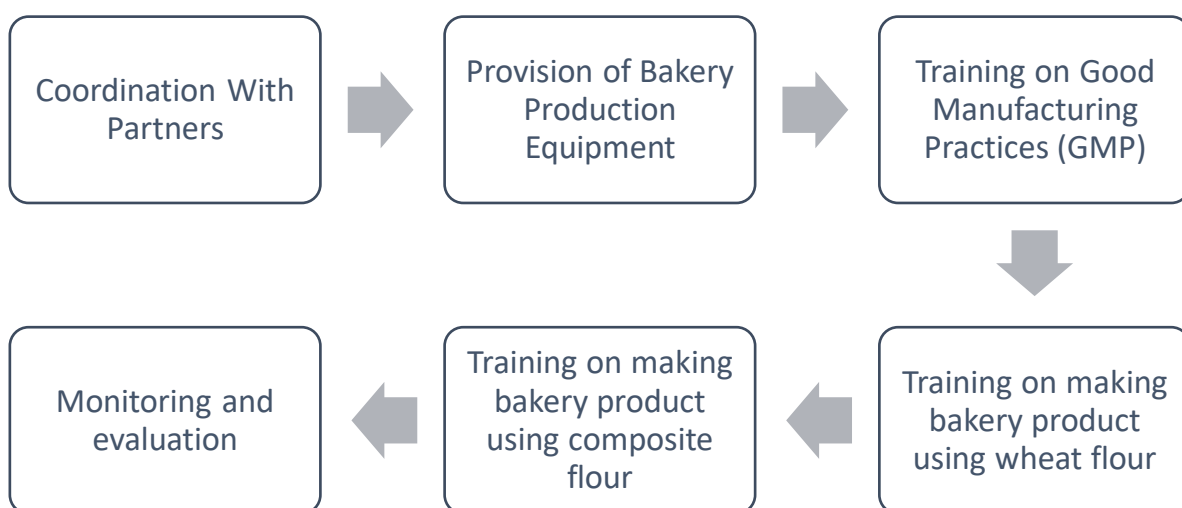 Coordination With
Partners
Provision of Bakery
Production
Equipment
Training on Good
Manufacturing
Practices (GMP)
Training on making
bakery product
using wheat flour
Training on making
bakery product
using composite
flour
Monitoring and
evaluation